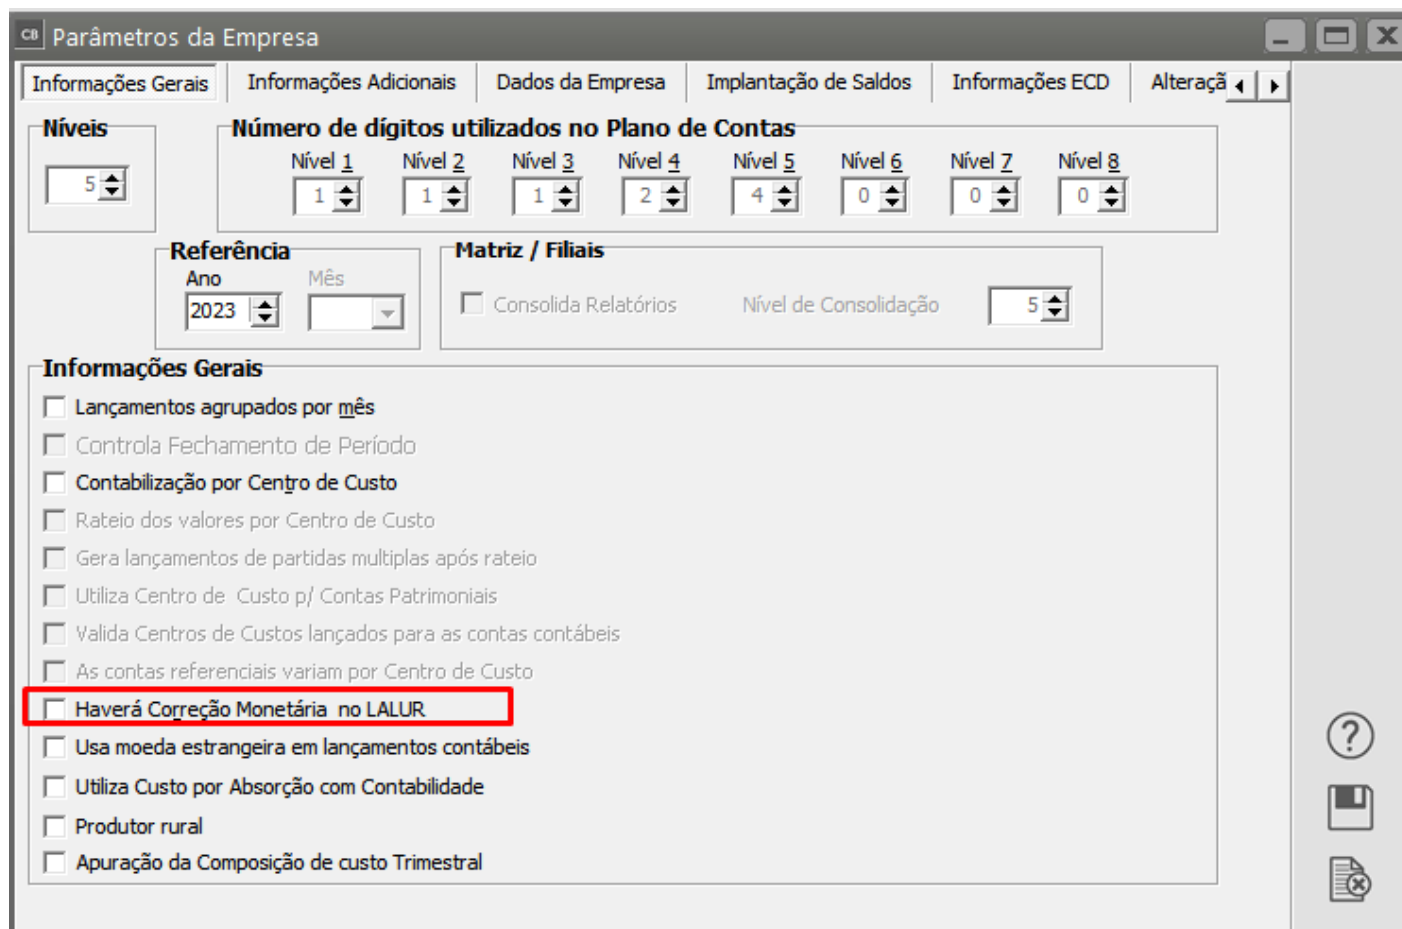 CB Parâmetros da Empresa
Informações Gerais Informações Adicionais Dados da Empresa Implantação de Saldos Informações ECD Alteraçã
Níveis Número de dígitos utilizados no Plano de Contas
Nível 1 Nível 2 Nível 3 Nível 4 Nível 5 Nível 6 Nível 7 Nível 8
5 1 1 1 2 4 0 0 0
Referência Matriz / Filiais
Ano Mês
2023 Consolida Relatórios Nível de Consolidação 5
Informações Gerais
Lançamentos agrupados por mês
Controla Fechamento de Período
Contabilização por Centro de Custo
Rateio dos valores por Centro de Custo
Gera lançamentos de partidas multiplas após rateio
Utiliza Centro de Custo p/ Contas Patrimoniais
Valida Centros de Custos lançados para as contas contábeis
As contas referenciais variam por Centro de Custo
Haverá Correção Monetária no LALUR
Usa moeda estrangeira em lançamentos contábeis
Utiliza Custo por Absorção com Contabilidade
Produtor rural
Apuração da Composição de custo Trimestral